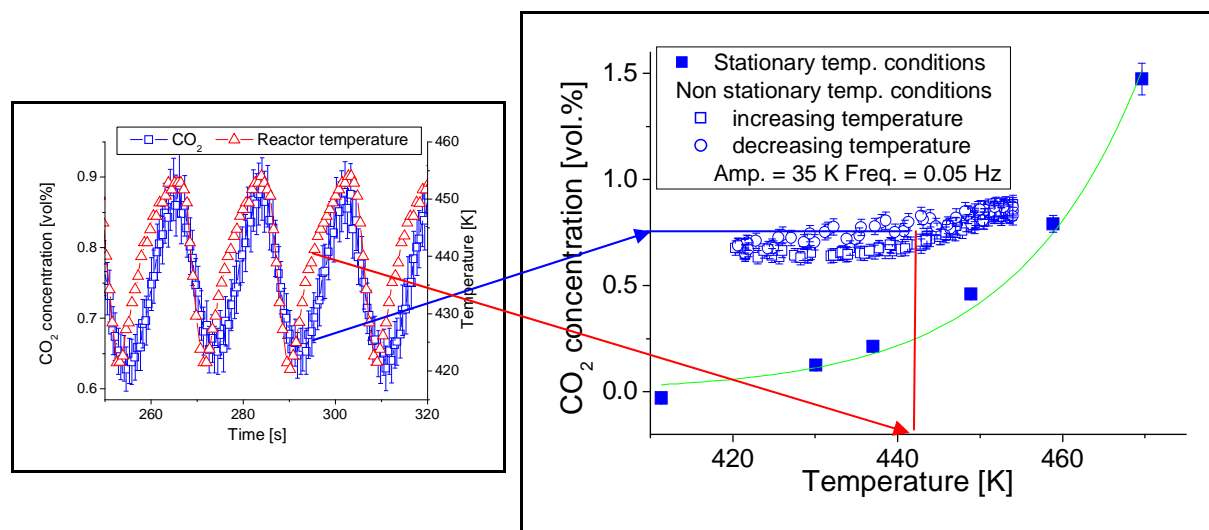 CO2 Reactor temperature
460
450
440
430
420
Temperature [K]
0.9
0.8
0.7
0.6
CO2 concentration [vol%]
260 280 300 320
Time [s]
Stationary temp. conditions
Non stationary temp. conditions
increasing temperature
decreasing temperature
Amp. = 35 K Freq. = 0.05 Hz
1.5
1.0
0.5
0.0
CO2 concentration [vol.%]
420 440 460
Temperature [K]